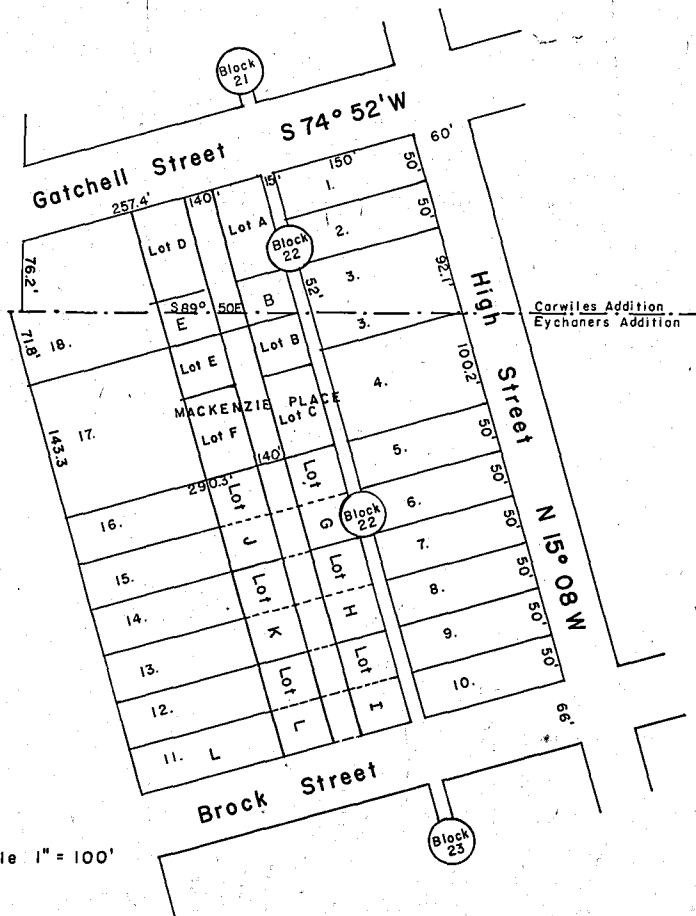 Block 21
S 74° 52' W
Gatchell Street
60'
257.4'
140'
15'
150'
50'
1.
Lot D
Lot A
50'
2.
Block 22
76.2'
3.
92.1'
52'
B
High Street
S 89° 50E
Carwiles Addition
Eychaners Addition
E
3.
71.8'
18.
Lot E
Lot B
100.2'
4.
MACKENZIE PLACE
Lot C
Lot F
17.
143.3
50'
5.
140'
290.3'
Lot G
50'
6.
Block 22
16.
Lot J
N 15° 08 W
50'
7.
15.
Lot H
50'
8.
14.
Lot K
50'
9.
13.
Lot I
50'
10.
12.
Lot L
66'
11. L
Brock Street
Block 23
le 1" = 100'